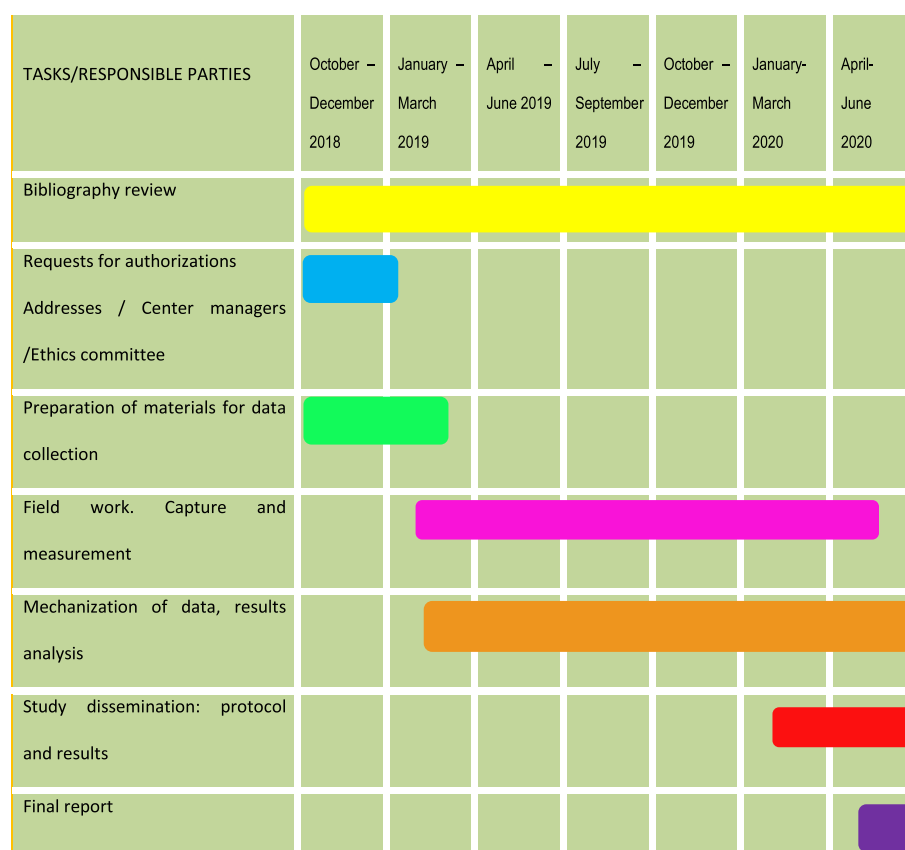 TASKS/RESPONSIBLE PARTIES
October –
December
2018
January –
March
2019
April –
June 2019
July –
September
2019
October –
December
2019
January-
March
2020
April-
June
2020
Bibliography review
Requests for authorizations
Addresses / Center managers
/Ethics committee
Preparation of materials for data
collection
Field work. Capture and
measurement
Mechanization of data, results
analysis
Study dissemination: protocol
and results
Final report